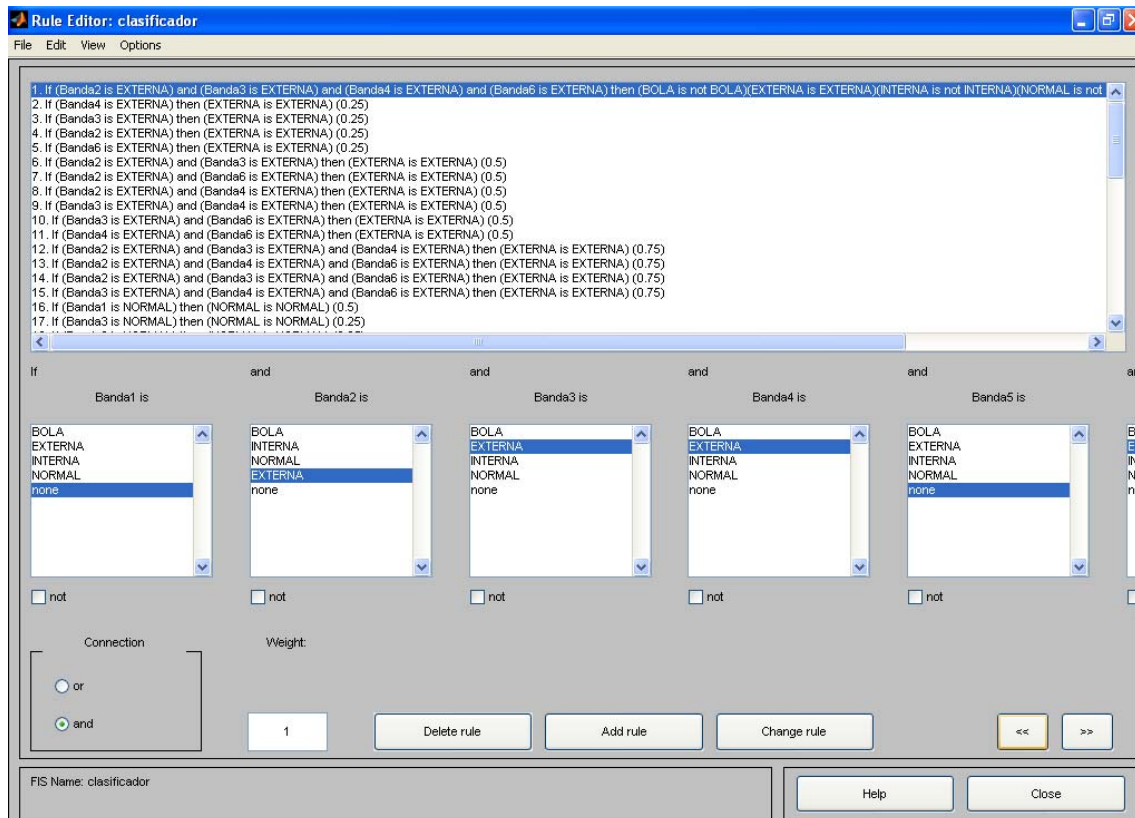 Rule Editor: clasificador
File Edit View Options
1. If (Banda2 is EXTERNA) and (Banda3 is EXTERNA) and (Banda4 is EXTERNA) and (Banda6 is EXTERNA) then (BOLA is not BOLA)(EXTERNA is EXTERNA)(INTERNA is not INTERNA)(NORMAL is not
2. If (Banda4 is EXTERNA) then (EXTERNA is EXTERNA) (0.25)
3. If (Banda3 is EXTERNA) then (EXTERNA is EXTERNA) (0.25)
4. If (Banda2 is EXTERNA) then (EXTERNA is EXTERNA) (0.25)
5. If (Banda6 is EXTERNA) then (EXTERNA is EXTERNA) (0.25)
6. If (Banda2 is EXTERNA) and (Banda3 is EXTERNA) then (EXTERNA is EXTERNA) (0.5)
7. If (Banda2 is EXTERNA) and (Banda6 is EXTERNA) then (EXTERNA is EXTERNA) (0.5)
8. If (Banda2 is EXTERNA) and (Banda4 is EXTERNA) then (EXTERNA is EXTERNA) (0.5)
9. If (Banda3 is EXTERNA) and (Banda4 is EXTERNA) then (EXTERNA is EXTERNA) (0.5)
10. If (Banda3 is EXTERNA) and (Banda6 is EXTERNA) then (EXTERNA is EXTERNA) (0.5)
11. If (Banda4 is EXTERNA) and (Banda6 is EXTERNA) then (EXTERNA is EXTERNA) (0.5)
12. If (Banda2 is EXTERNA) and (Banda3 is EXTERNA) and (Banda4 is EXTERNA) then (EXTERNA is EXTERNA) (0.75)
13. If (Banda2 is EXTERNA) and (Banda4 is EXTERNA) and (Banda6 is EXTERNA) then (EXTERNA is EXTERNA) (0.75)
14. If (Banda2 is EXTERNA) and (Banda3 is EXTERNA) and (Banda6 is EXTERNA) then (EXTERNA is EXTERNA) (0.75)
15. If (Banda3 is EXTERNA) and (Banda4 is EXTERNA) and (Banda6 is EXTERNA) then (EXTERNA is EXTERNA) (0.75)
16. If (Banda1 is NORMAL) then (NORMAL is NORMAL) (0.5)
17. If (Banda3 is NORMAL) then (NORMAL is NORMAL) (0.25)
If and and and and
Banda1 is Banda2 is Banda3 is Banda4 is Banda5 is
BOLA BOLA BOLA BOLA BOLA
EXTERNA INTERNA EXTERNA EXTERNA EXTERNA
INTERNA NORMAL INTERNA INTERNA INTERNA
NORMAL EXTERNA NORMAL NORMAL NORMAL
none none none none none
not not not not not
Connection Weight:
or
and 1 Delete rule Add rule Change rule << >>
FIS Name: clasificador
Help Close